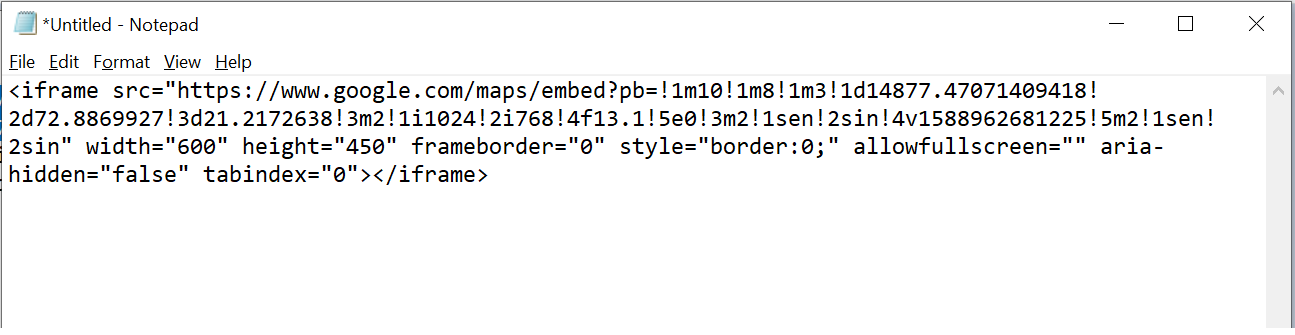 *Untitled - Notepad
File Edit Format View Help
<iframe src="https://www.google.com/maps/embed?pb=!1m10!1m8!1m3!1d14877.47071409418!
2d72.8869927!3d21.2172638!3m2!1i1024!2i768!4f13.1!5e0!3m2!1sen!2sin!4v1588962681225!5m2!1sen!
2sin" width="600" height="450" frameborder="0" style="border:0;" allowfullscreen="" aria-
hidden="false" tabindex="0"></iframe>